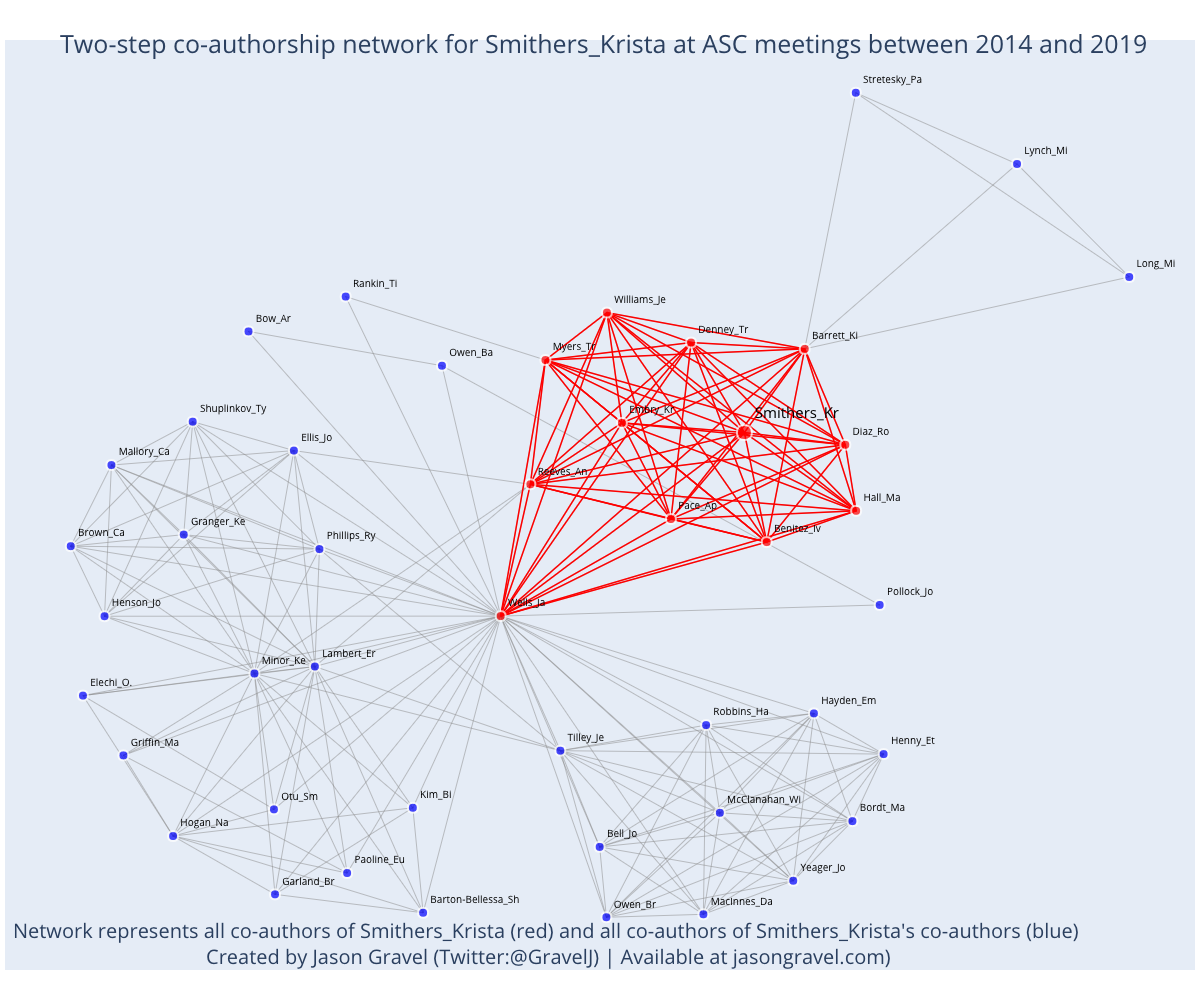 Two-step co-authorship network for Smithers_Krista at ASC meetings between 2014 and 2019
Stretesky_Pa
Lynch_Mi
Long_Mi
Rankin_Ti
Williams_Je
Bow_Ar
Denney_Tr
Barrett_Ki
Myers_Tr
Owen_Ba
Shuplinkov_Ty
Emory_Kr
Smithers_Kr
Diaz_Ro
Ellis_Jo
Mallory_Ca
Reeves_An
Hall_Ma
Pace_Ap
Granger_Ke
Benitez_Iv
Brown_Ca
Phillips_Ry
Pollock_Jo
Henson_Jo
Wells_Ja
Minor_Ke
Lambert_Er
Elechi_O.
Hayden_Em
Robbins_Ha
Griffin_Ma
Tilley_Je
Henny_Et
Otu_Sm
Kim_Bi
McClanahan_Wi
Bordt_Ma
Hogan_Na
Bell_Jo
Paoline_Eu
Yeager_Jo
Garland_Br
Barton-Bellessa_Sh
Owen_Br
MacInnes_Da
Network represents all co-authors of Smithers_Krista (red) and all co-authors of Smithers_Krista's co-authors (blue)
Created by Jason Gravel (Twitter:@GravelJ) | Available at jasongravel.com)